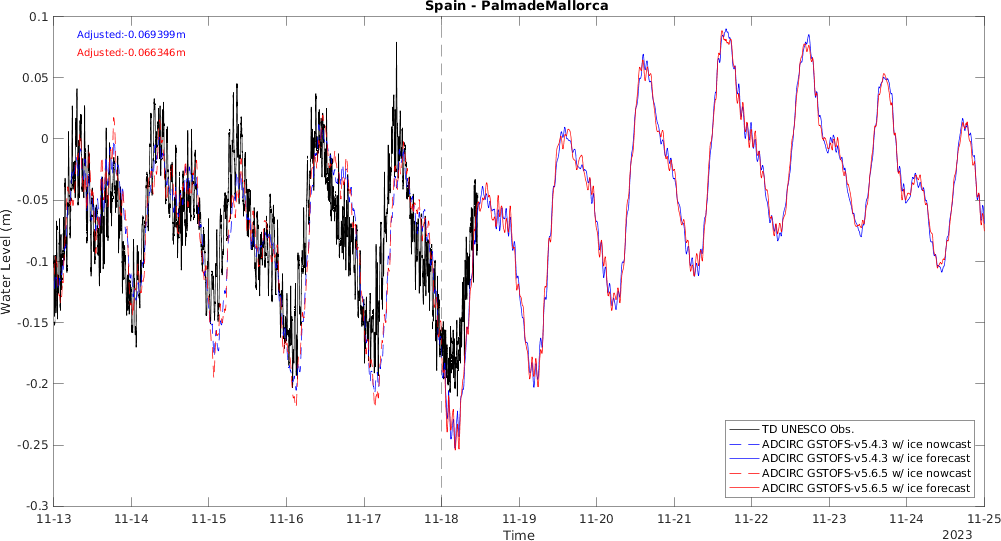 Spain - PalmadeMallorca
Adjusted:-0.069399m
Adjusted:-0.066346m
0.1
0.05
0
-0.05
-0.1
-0.15
-0.2
-0.25
-0.3
Water Level (m)
TD UNESCO Obs.
ADCIRC GSTOFS-v5.4.3 w/ ice nowcast
ADCIRC GSTOFS-v5.4.3 w/ ice forecast
ADCIRC GSTOFS-v5.6.5 w/ ice nowcast
ADCIRC GSTOFS-v5.6.5 w/ ice forecast
11-13 11-14 11-15 11-16 11-17 11-18 11-19 11-20 11-21 11-22 11-23 11-24 11-25
Time
2023